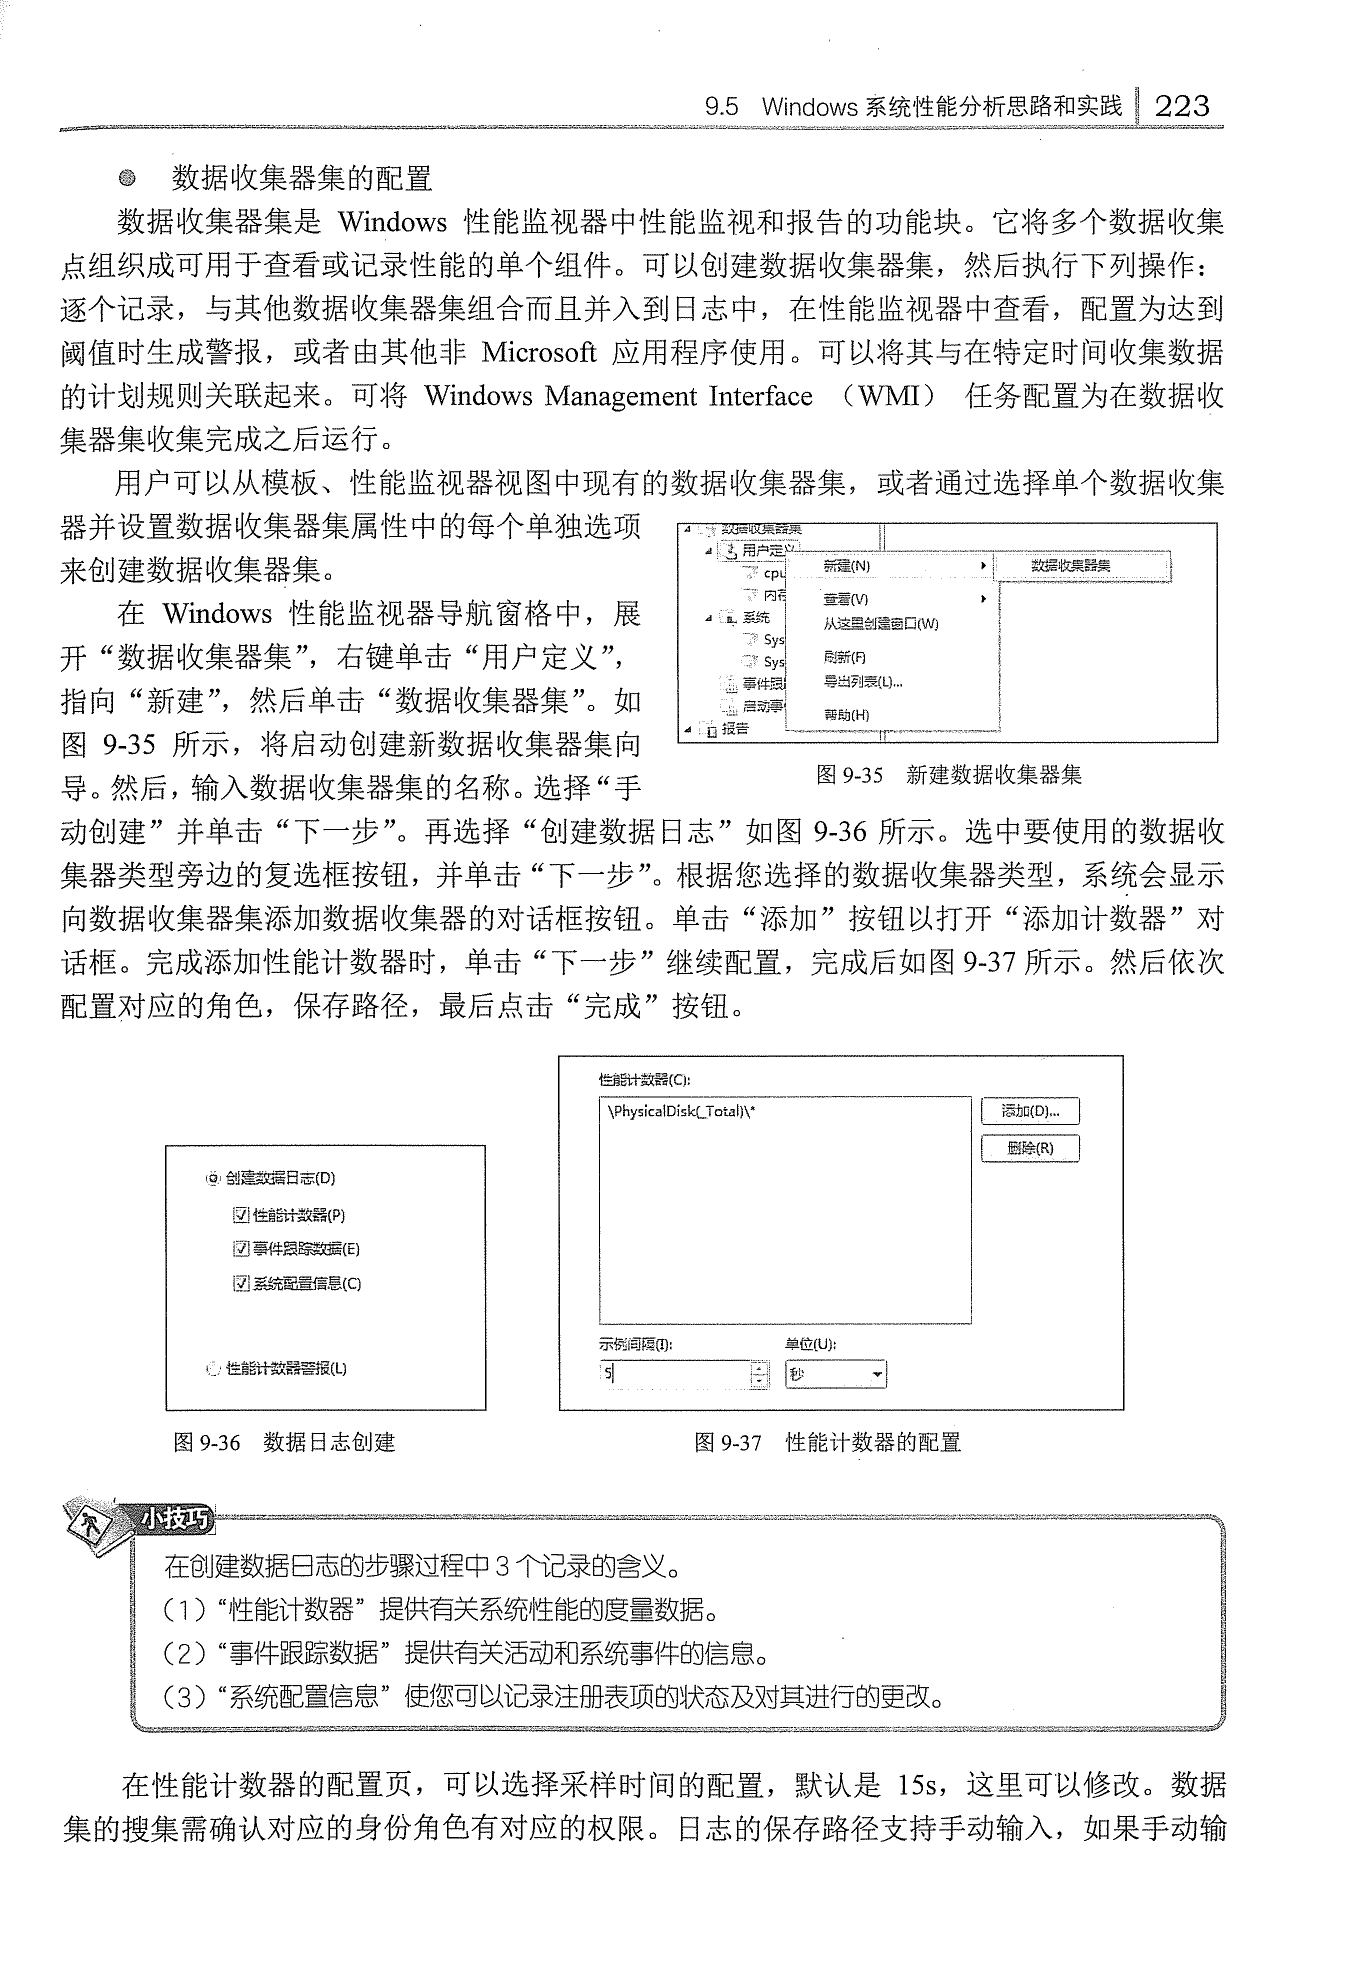 9.5 Windows 系统性能分析思路和实践 223
● 数据收集器集的配置
数据收集器集是 Windows 性能监视器中性能监视和报告的功能块。它将多个数据收集
点组织成可用于查看或记录性能的单个组件。可以创建数据收集器集，然后执行下列操作：
逐个记录，与其他数据收集器集组合而且并入到日志中，在性能监视器中查看，配置为达到
阈值时生成警报，或者由其他非 Microsoft 应用程序使用。可以将其与在特定时间收集数据
的计划规则关联起来。可将 Windows Management Interface （WMI） 任务配置为在数据收
集器集收集完成之后运行。
用户可以从模板、性能监视器视图中现有的数据收集器集，或者通过选择单个数据收集
器并设置数据收集器集属性中的每个单独选项
来创建数据收集器集。
在 Windows 性能监视器导航窗格中，展
开“数据收集器集”，右键单击“用户定义”，
指向“新建”，然后单击“数据收集器集”。如
图 9-35 所示，将启动创建新数据收集器集向
导。然后，输入数据收集器集的名称。选择“手
数据收集器集
用户定义
cpu
内存
系统
Sys
Sys
事件跟
启动事
报告
新建(N)
数据收集器集
查看(V)
从这里创建窗口(W)
刷新(F)
导出列表(L)...
帮助(H)
图 9-35 新建数据收集器集
动创建”并单击“下一步”。再选择“创建数据日志”如图 9-36 所示。选中要使用的数据收
集器类型旁边的复选框按钮，并单击“下一步”。根据您选择的数据收集器类型，系统会显示
向数据收集器集添加数据收集器的对话框按钮。单击“添加”按钮以打开“添加计数器”对
话框。完成添加性能计数器时，单击“下一步”继续配置，完成后如图 9-37 所示。然后依次
配置对应的角色，保存路径，最后点击“完成”按钮。
创建数据日志(D)
性能计数器(P)
事件跟踪数据(E)
系统配置信息(C)
性能计数器警报(L)
图 9-36 数据日志创建
性能计数器(C):
\PhysicalDisk(_Total)\*
添加(D)...
删除(R)
示例间隔(I):
单位(U):
5
秒
图 9-37 性能计数器的配置
小技巧
在创建数据日志的步骤过程中 3 个记录的含义。
（1）“性能计数器”提供有关系统性能的度量数据。
（2）“事件跟踪数据”提供有关活动和系统事件的信息。
（3）“系统配置信息”使您可以记录注册表项的状态及对其进行的更改。
在性能计数器的配置页，可以选择采样时间的配置，默认是 15s，这里可以修改。数据
集的搜集需确认对应的身份角色有对应的权限。日志的保存路径支持手动输入，如果手动输